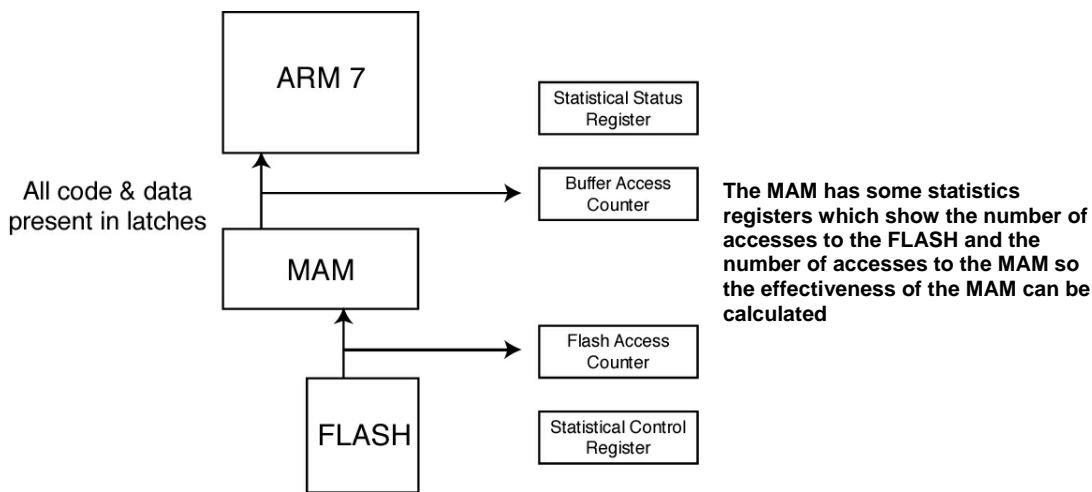 ARM 7
Statistical Status
Register
All code & data
present in latches
Buffer Access
Counter
The MAM has some statistics
registers which show the number of
accesses to the FLASH and the
number of accesses to the MAM so
the effectiveness of the MAM can be
calculated
MAM
Flash Access
Counter
FLASH
Statistical Control
Register